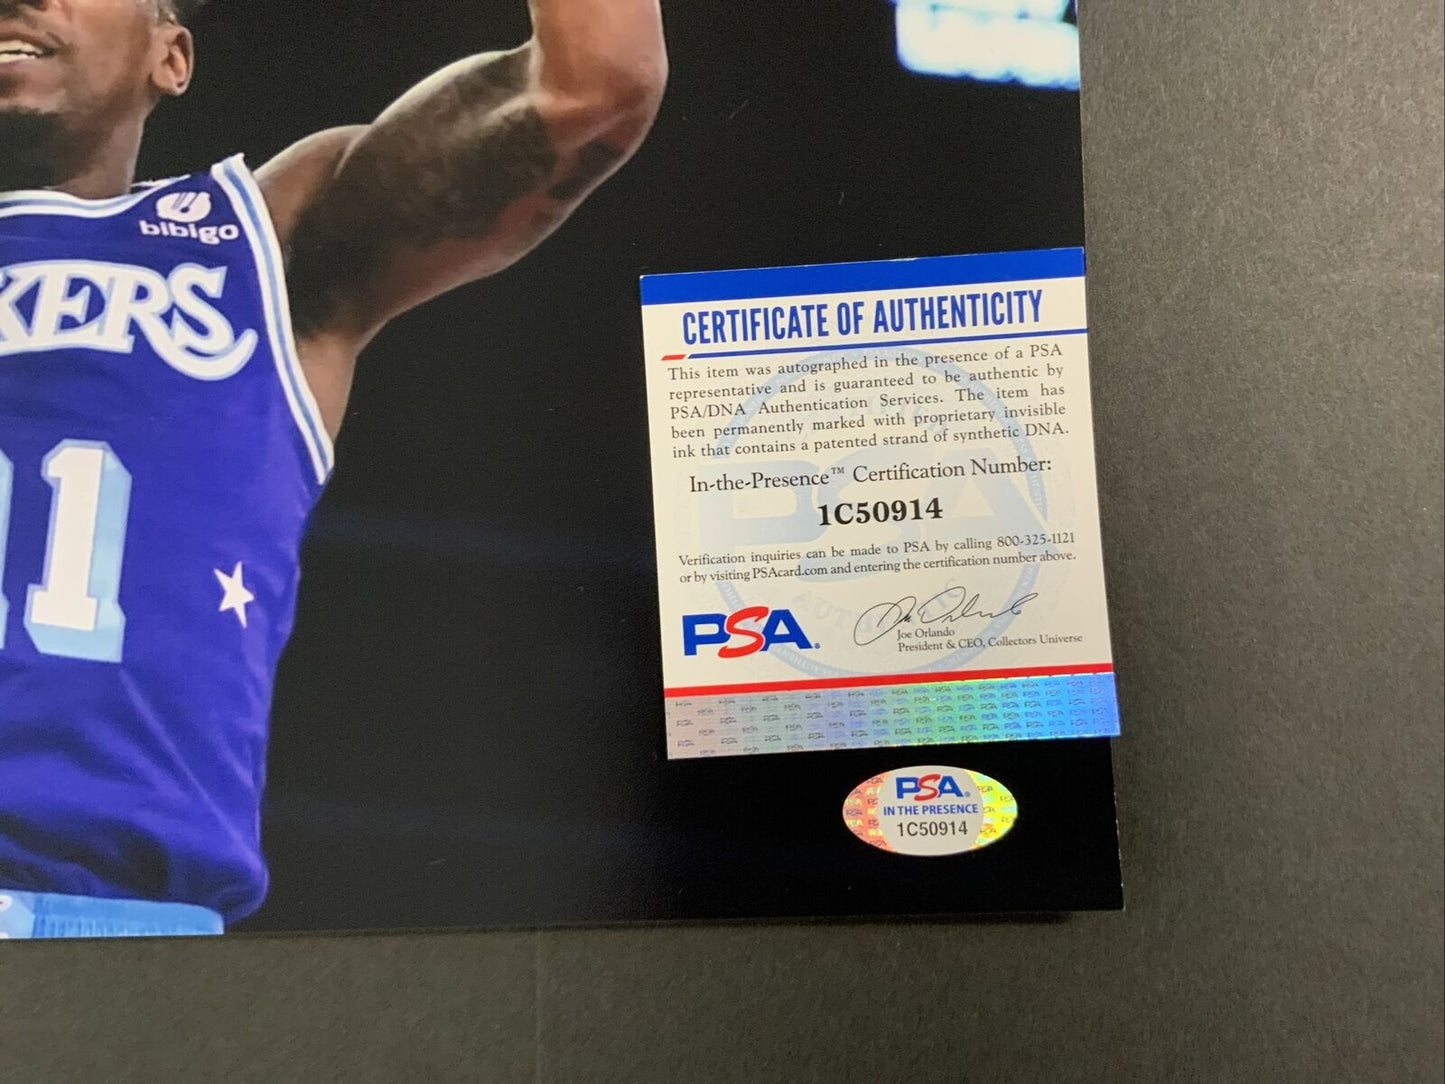 bibigo
KERS
1
CERTIFICATE OF AUTHENTICITY
This item was autographed in the presence of a PSA
representative and is guaranteed to be authentic by
PSA/DNA Authentication Services. The item has
been permanently marked with proprietary invisible
ink that contains a patented strand of synthetic DNA.
In-the-Presence™ Certification Number:
1C50914
Verification inquiries can be made to PSA by calling 800-325-1121
or by visiting PSAcard.com and entering the certification number above.
PSA.
Joe Orlando
President & CEO, Collectors Universe
PSA.
IN THE PRESENCE
1C50914